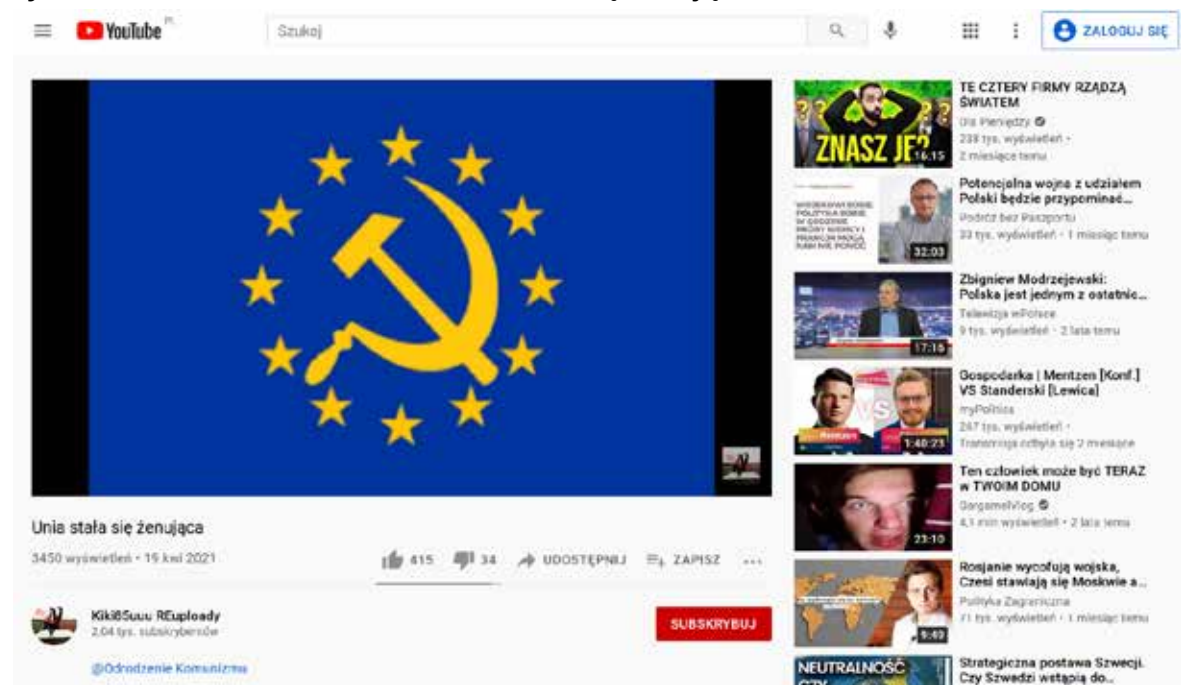 YouTube PL
Szukaj
ZALOGUJ SIĘ
Unia stała się żenująca
3450 wyświetleń • 19 kwi 2021
415
34
UDOSTĘPNIJ
ZAPISZ
Kiki85uuu REuploady
2,04 tys. subskrybentów
SUBSKRYBUJ
@Odrodzenie Komunizmu
ZNASZ JE?
16:15
TE CZTERY FIRMY RZĄDZĄ
ŚWIATEM
Dla Pieniędzy
238 tys. wyświetleń •
2 miesiące temu
32:03
Potencjalna wojna z udziałem
Polski będzie przypominać...
Podróż bez Paszportu
33 tys. wyświetleń • 1 miesiąc temu
17:16
Zbigniew Modrzejewski:
Polska jest jednym z ostatnic...
Telewizja wPolsce
9 tys. wyświetleń • 2 lata temu
VS
Mentzen
1:40:23
Gospodarka | Mentzen [Konf.]
VS Standerski [Lewica]
myPolitics
247 tys. wyświetleń •
Transmisja odbyła się 2 miesiące
23:10
Ten człowiek może być TERAZ
w TWOIM DOMU
GargamelVlog
4,1 mln wyświetleń • 2 lata temu
9:49
Rosjanie wycofują wojska,
Czesi stawiają się Moskwie a...
Polityka Zagraniczna
71 tys. wyświetleń • 1 miesiąc temu
NEUTRALNOŚĆ
CZY
Strategiczna postawa Szwecji.
Czy Szwedzi wstąpią do...